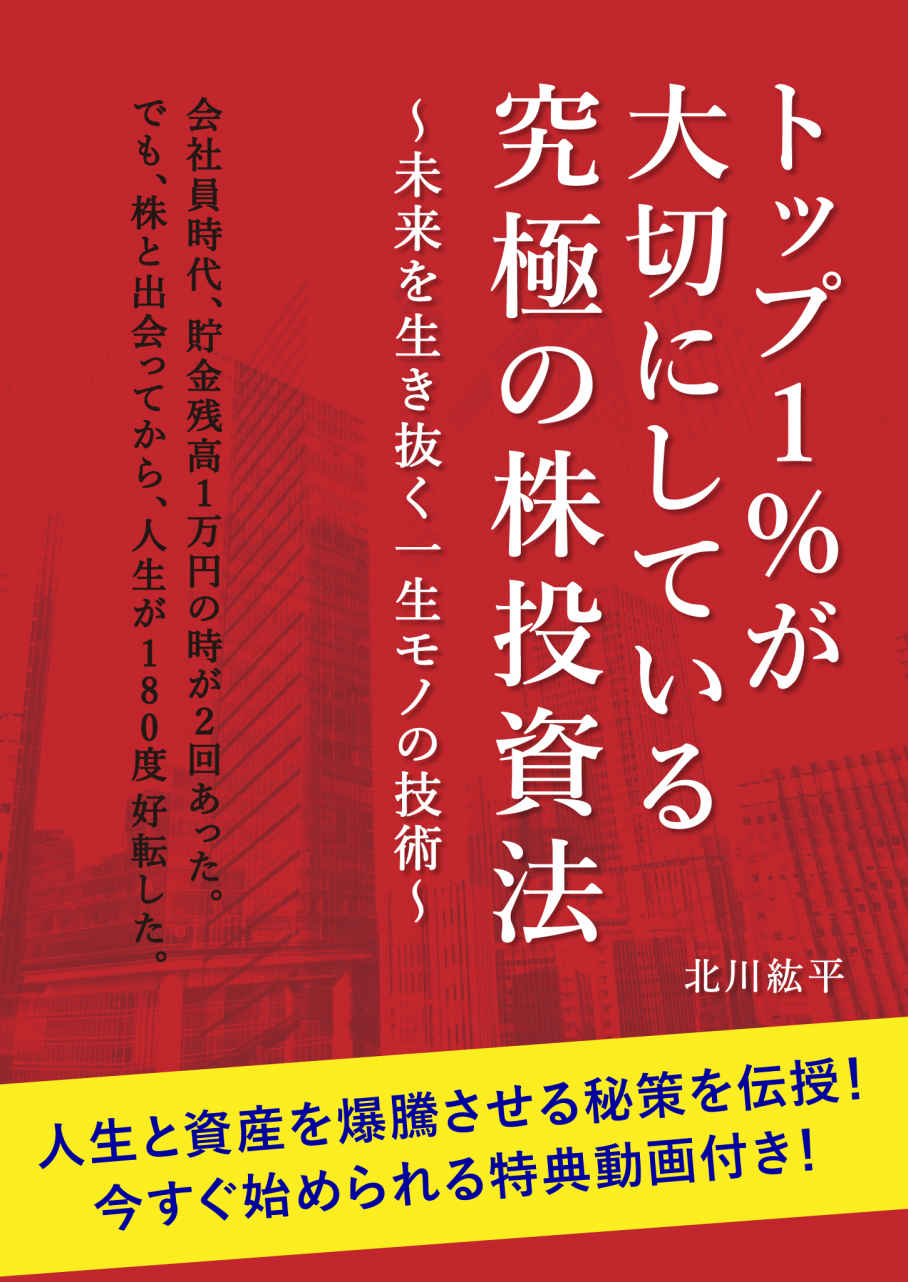 トップ1%が
大切にしている
究極の株投資法
〜未来を生き抜く一生モノの技術〜
会社員時代、貯金残高1万円の時が2回あった。
でも、株と出会ってから、人生が180度好転した。
北川紘平
人生と資産を爆騰させる秘策を伝授！
今すぐ始められる特典動画付き！